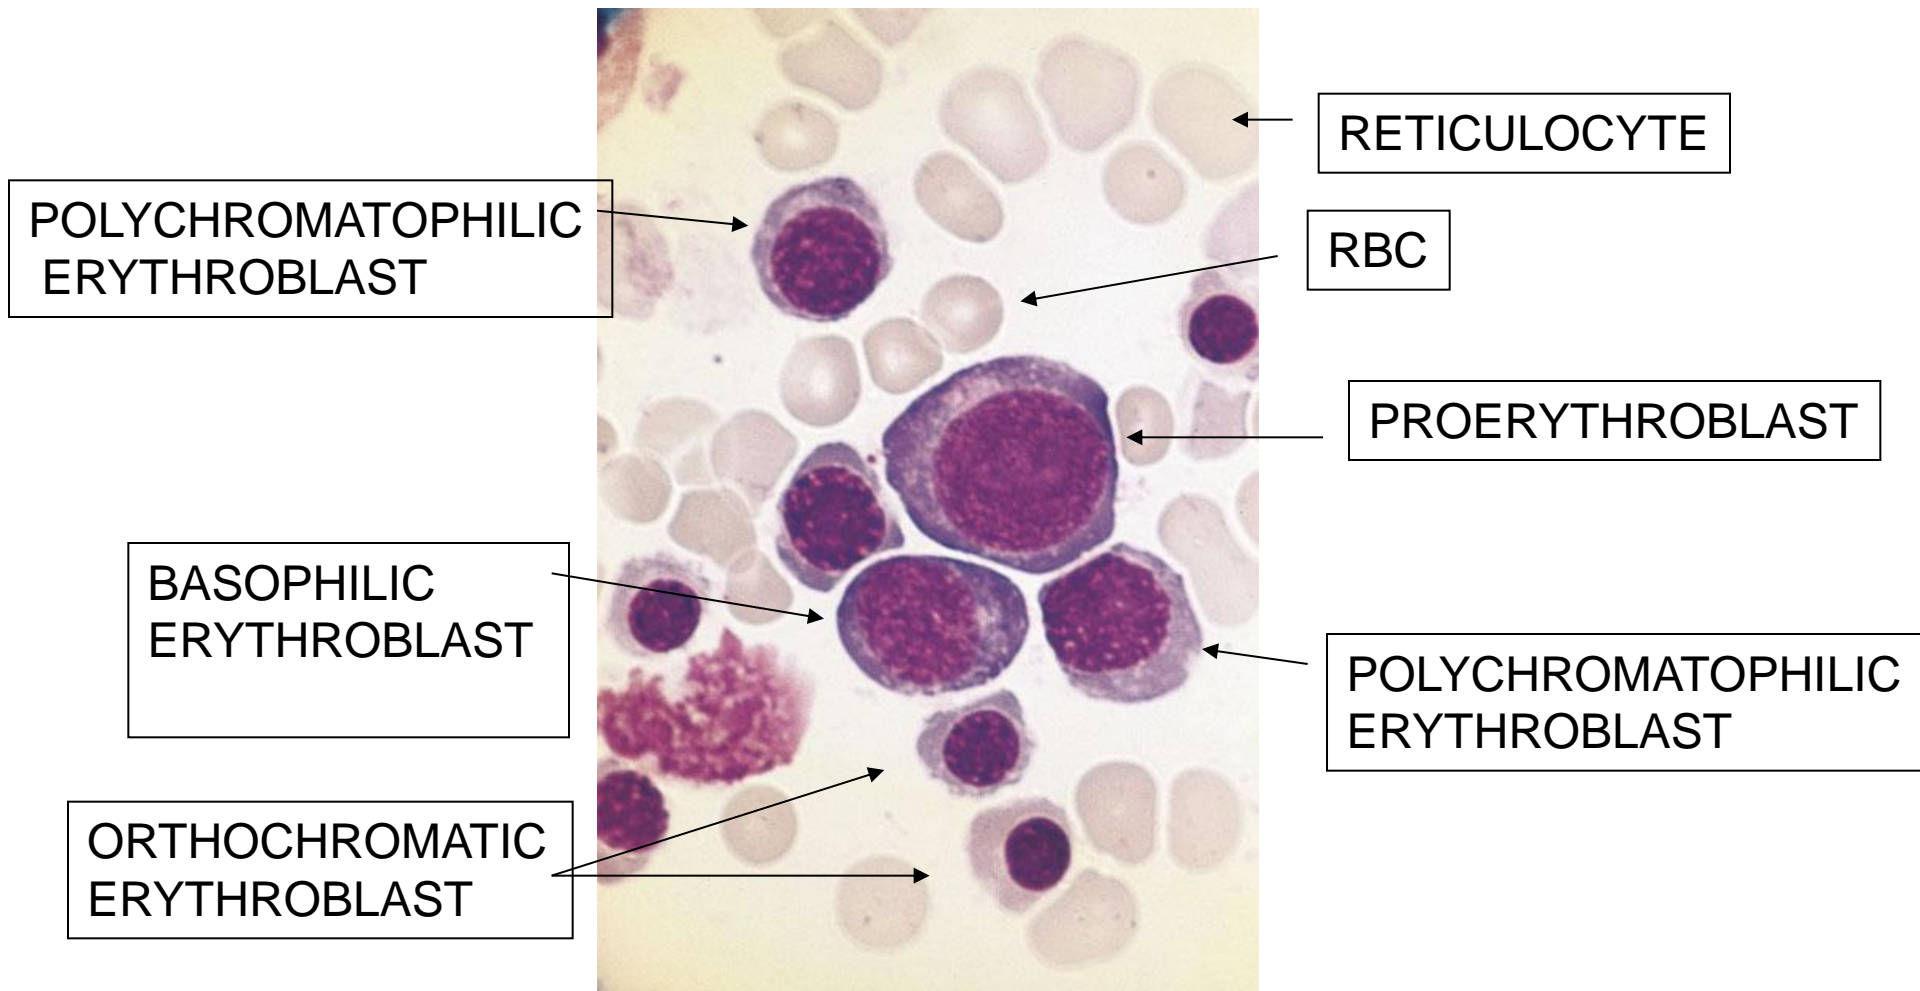 RETICULOCYTE
POLYCHROMATOPHILIC
ERYTHROBLAST
RBC
PROERYTHROBLAST
BASOPHILIC
ERYTHROBLAST
POLYCHROMATOPHILIC
ERYTHROBLAST
ORTHOCHROMATIC
ERYTHROBLAST